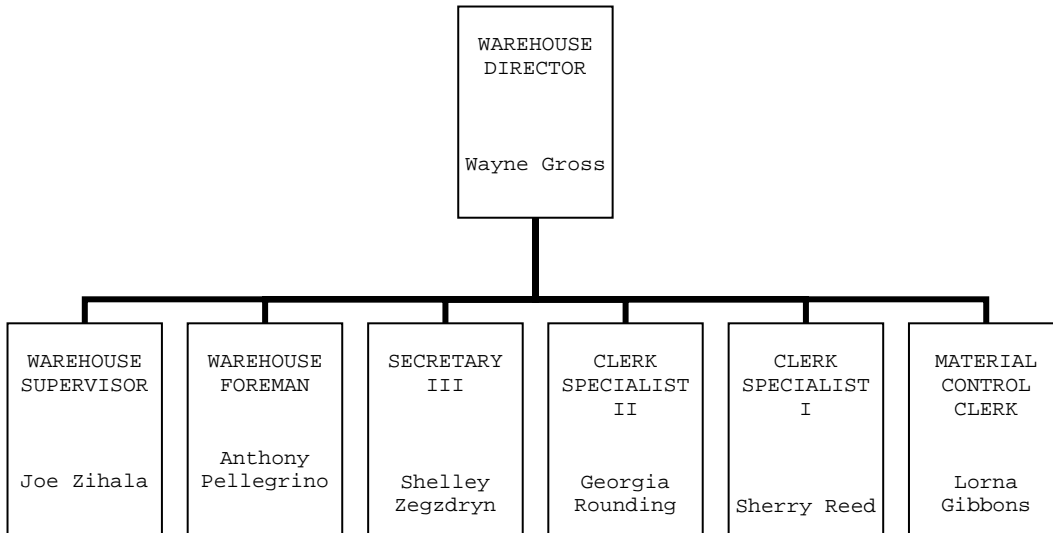 WAREHOUSE
DIRECTOR
Wayne Gross
WAREHOUSE
SUPERVISOR
Joe Zihala
WAREHOUSE
FOREMAN
Anthony
Pellegrino
SECRETARY
III
Shelley
Zegzdryn
CLERK
SPECIALIST
II
Georgia
Rounding
CLERK
SPECIALIST
I
Sherry Reed
MATERIAL
CONTROL
CLERK
Lorna
Gibbons